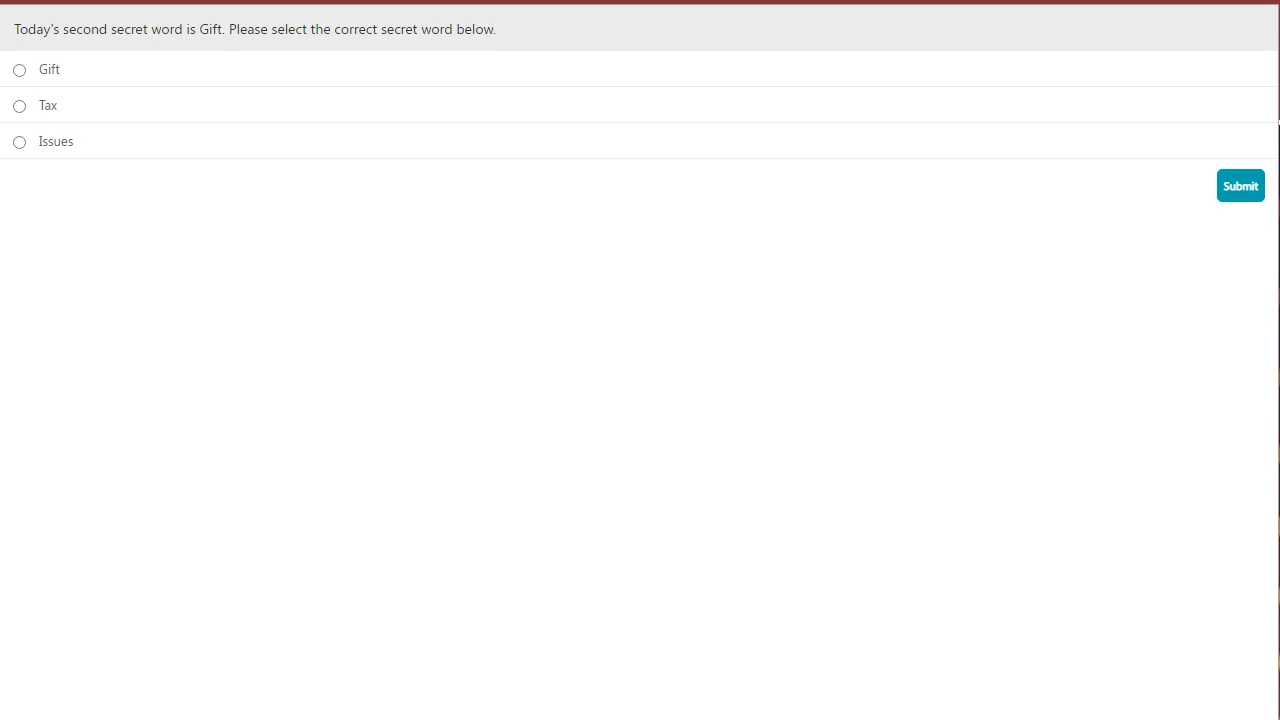 Today's second secret word is Gift. Please select the correct secret word below.
Gift
Tax
Issues
Submit